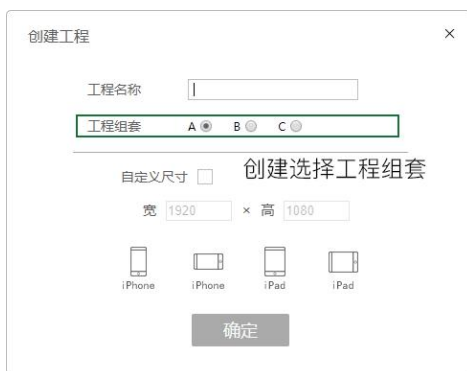 创建工程 ×
工程名称
工程组套 A B C
自定义尺寸 创建选择工程组套
宽 1920 × 高 1080
iPhone iPhone iPad iPad
确定